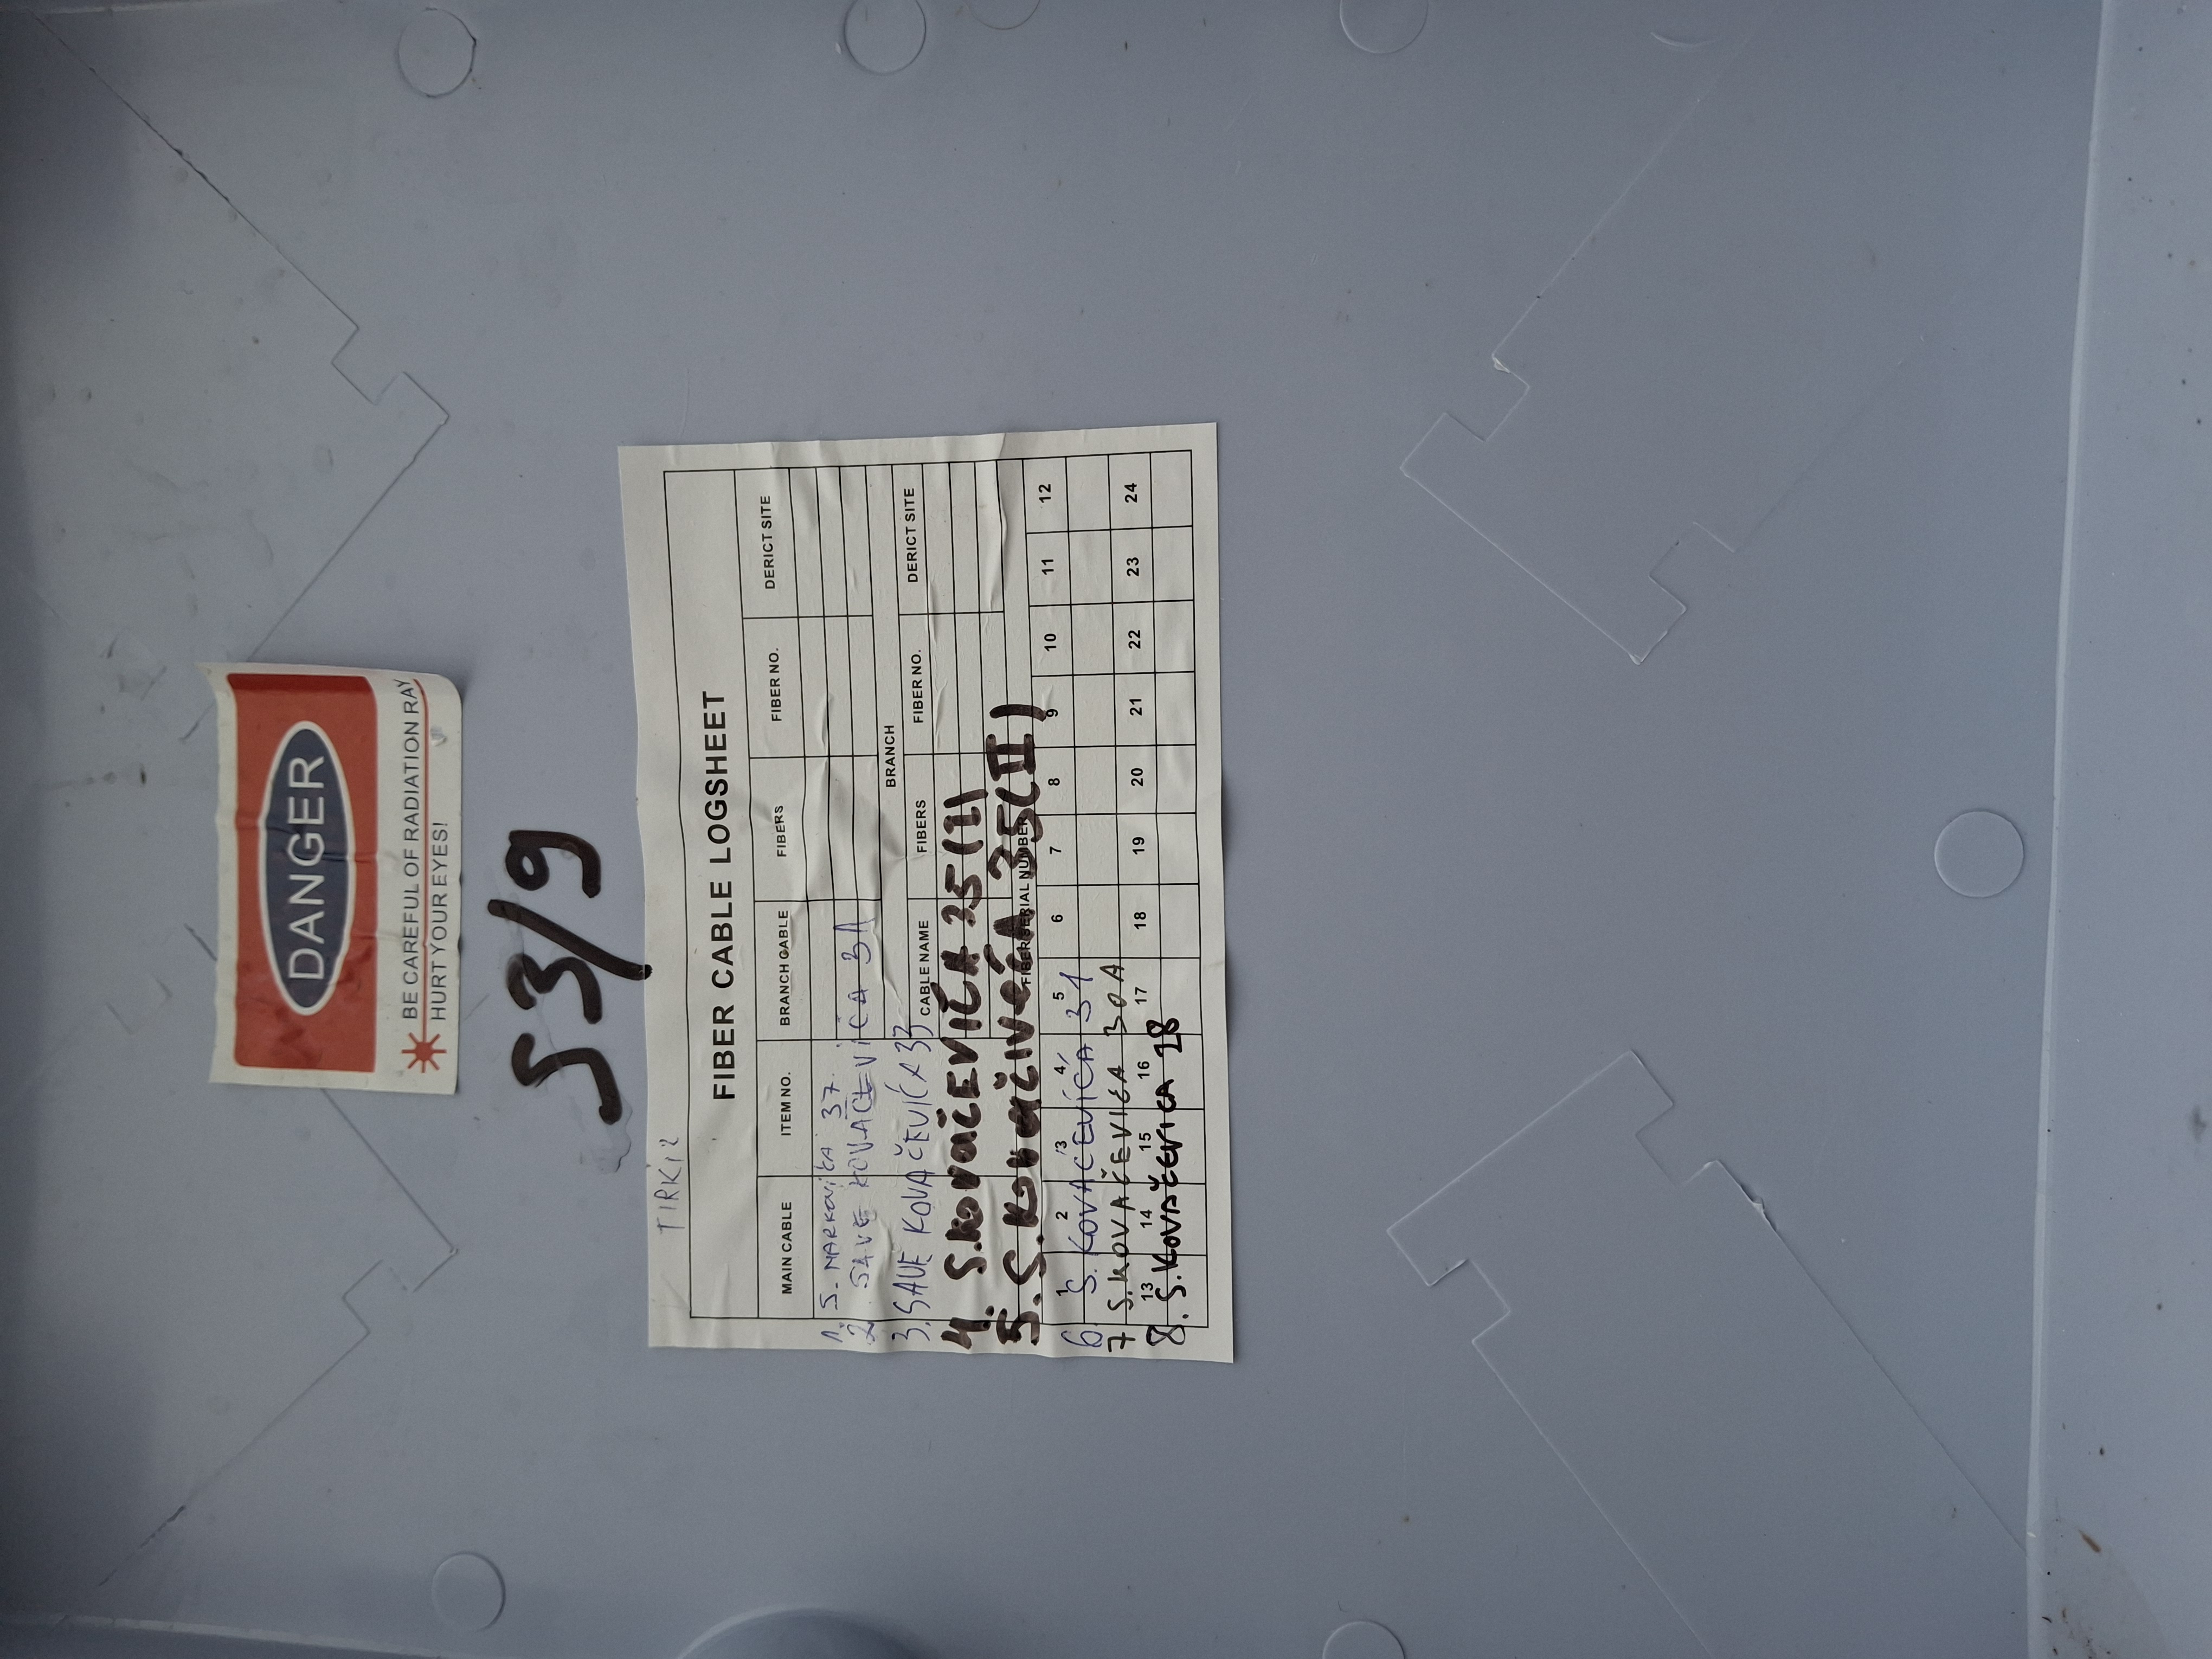 DANGER
BE CAREFUL OF RADIATION RAY
HURT YOUR EYES!
53/9
TIRKIZ
FIBER CABLE LOGSHEET
MAIN CABLE ITEM NO. BRANCH CABLE FIBERS FIBER NO. DERICT SITE
1. S. MARKovića 37.
2. SAVE KOVAČEVIĆA 31
BRANCH
3. SAVE KOVAČEVIĆA 33
CABLE NAME FIBERS FIBER NO. DERICT SITE
4. S.KOVAČEVIĆA 35(I)
5. S. KOVAČIVEĆA 35(II)
FIBER SERIAL NUMBER
1 2 3 4 5 6 7 8 9 10 11 12
6 S. KOVAČEVIĆA 31
7 S.KOVAČEVIĆA 30A
13 14 15 16 17 18 19 20 21 22 23 24
8. S.KOVAČEVIĆA 28